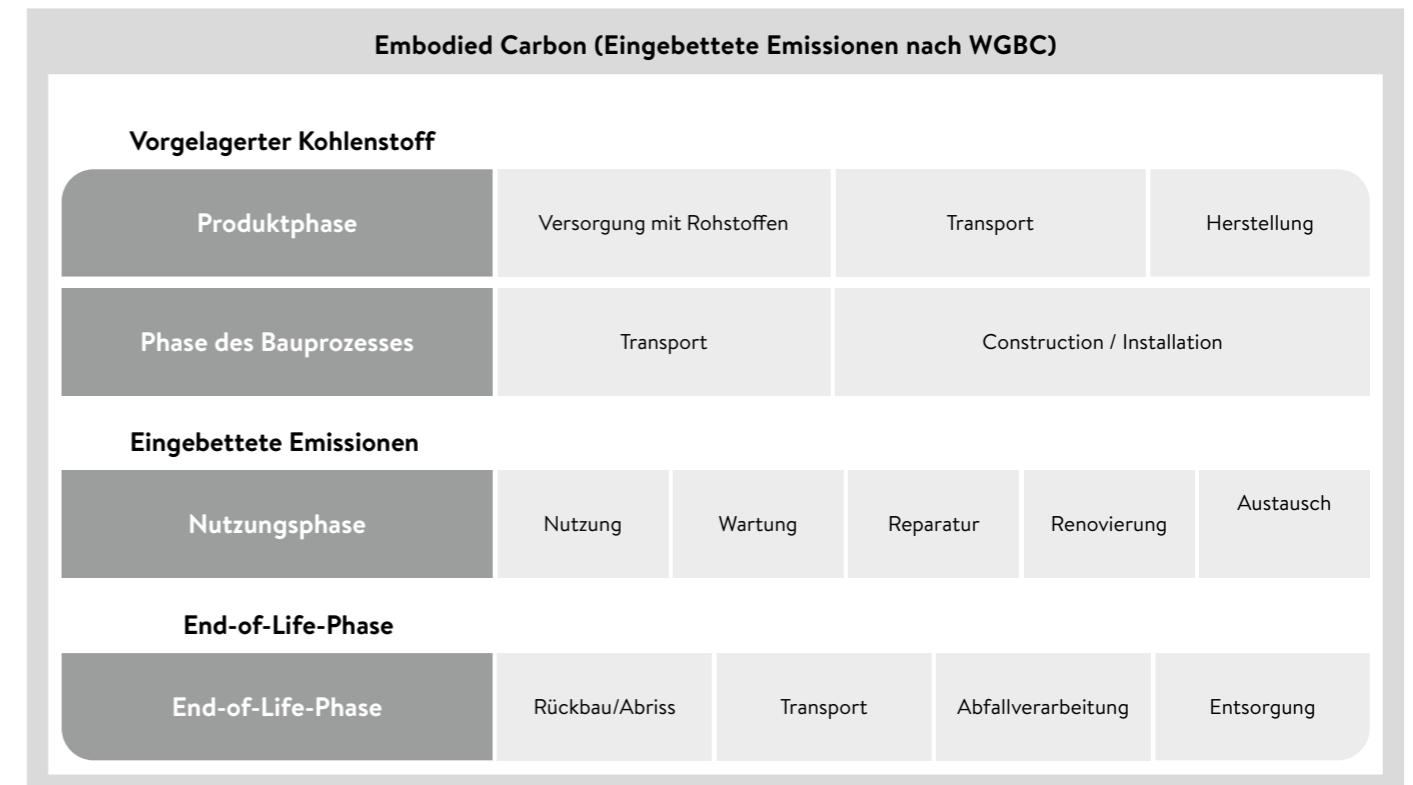 Embodied Carbon (Eingebettete Emissionen nach WGBC)
Vorgelagerter Kohlenstoff
Produktphase
Versorgung mit Rohstoffen
Transport
Herstellung
Phase des Bauprozesses
Transport
Construction / Installation
Eingebettete Emissionen
Nutzungsphase
Nutzung
Wartung
Reparatur
Renovierung
Austausch
End-of-Life-Phase
End-of-Life-Phase
Rückbau/Abriss
Transport
Abfallverarbeitung
Entsorgung